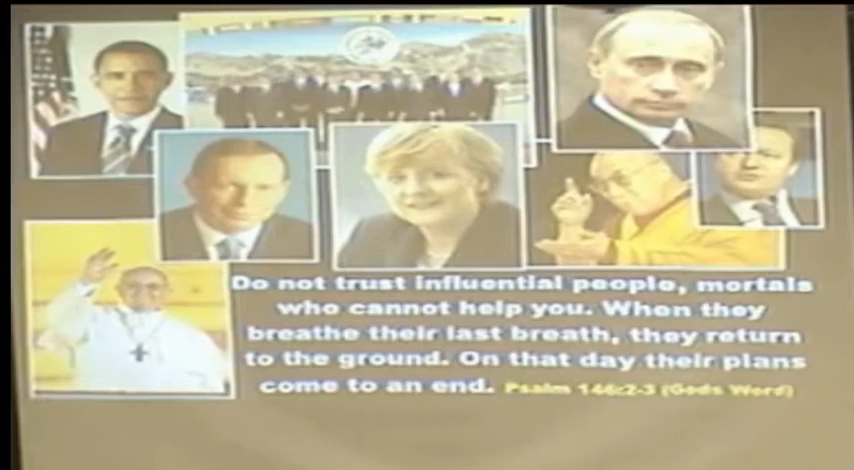 Do not trust influential people, mortals
who cannot help you. When they
breathe their last breath, they return
to the ground. On that day their plans
come to an end. Psalm 146:2-3 (Gods Word)